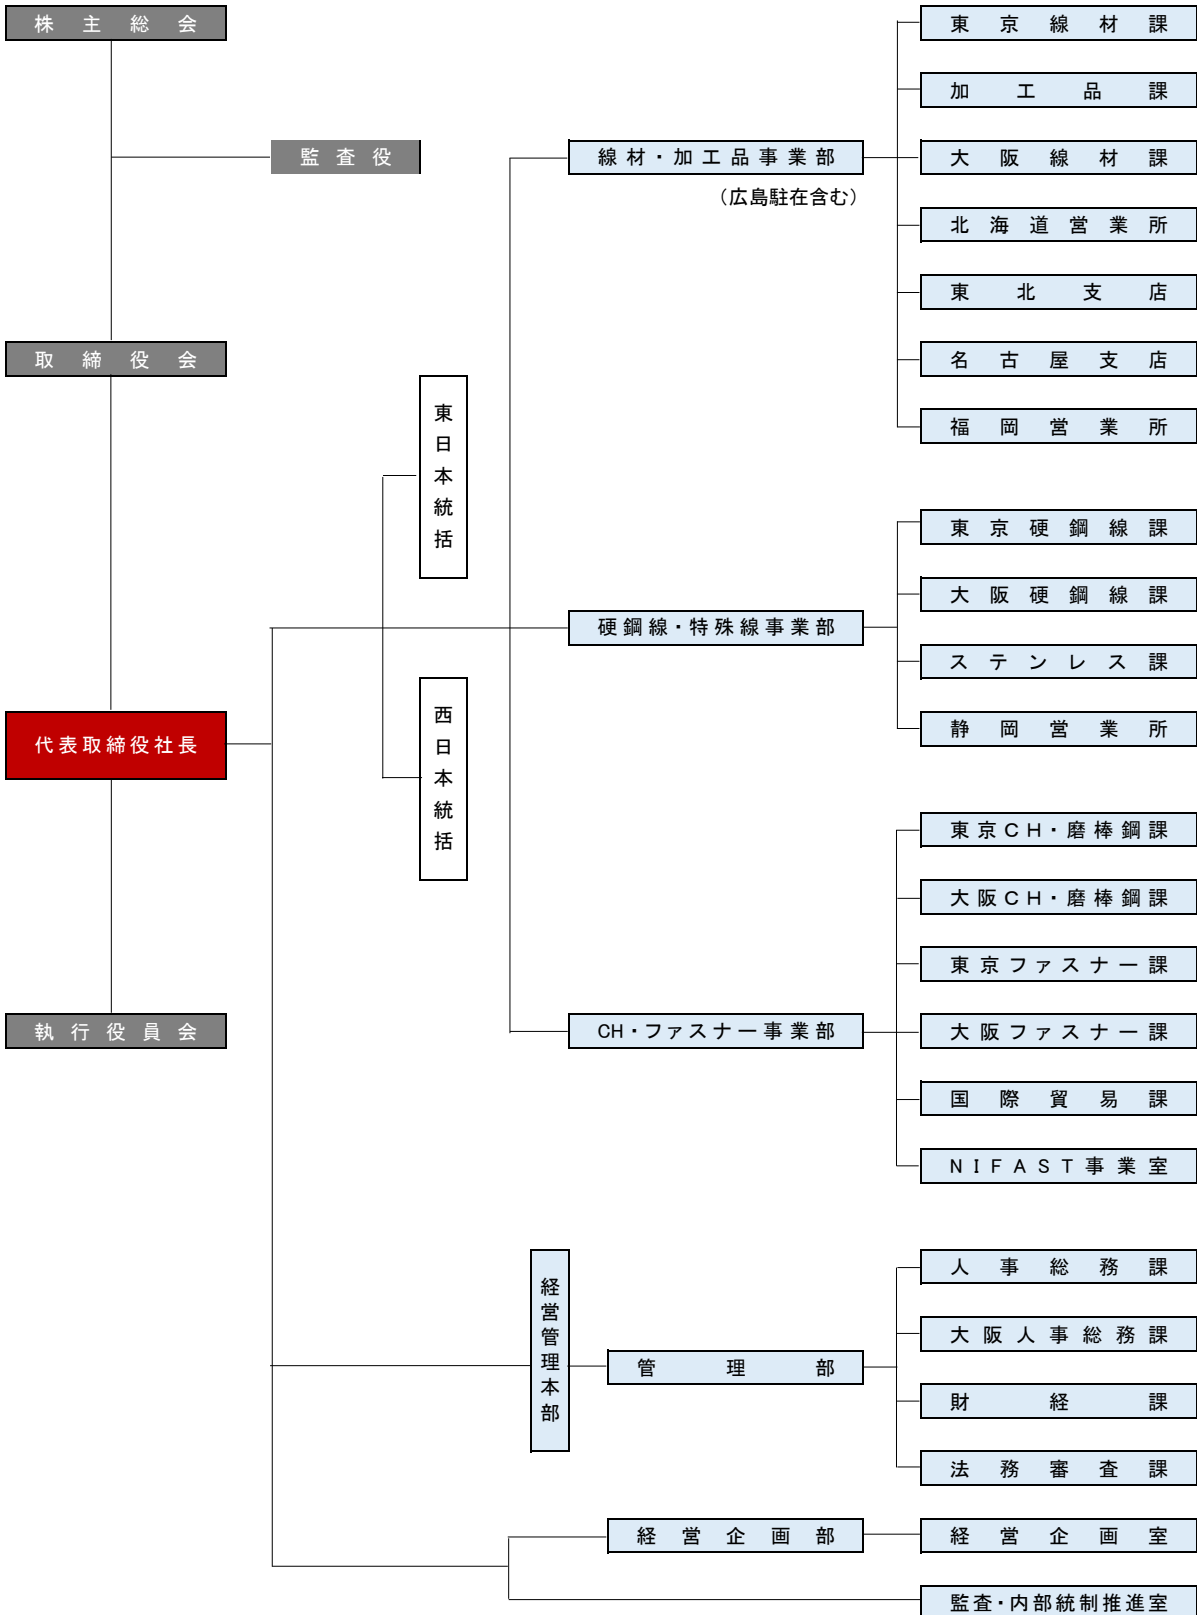 株主総会
監査役
取締役会
代表取締役社長
執行役員会
東日本統括
西日本統括
線材・加工品事業部
（広島駐在含む）
東京線材課
加工品課
大阪線材課
北海道営業所
東北支店
名古屋支店
福岡営業所
硬鋼線・特殊線事業部
東京硬鋼線課
大阪硬鋼線課
ステンレス課
静岡営業所
CH・ファスナー事業部
東京CH・磨棒鋼課
大阪CH・磨棒鋼課
東京ファスナー課
大阪ファスナー課
国際貿易課
NIFAST事業室
経営管理本部
管理部
人事総務課
大阪人事総務課
財経課
法務審査課
経営企画部
経営企画室
監査・内部統制推進室